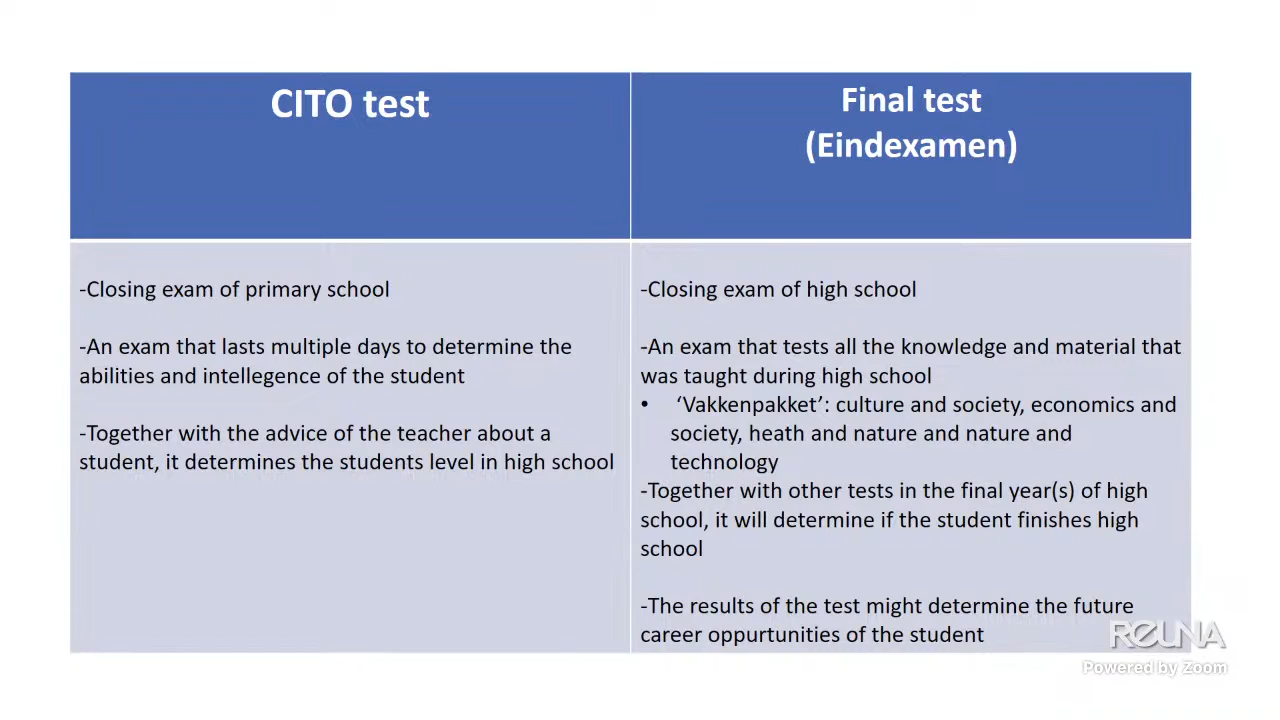 CITO test
Final test
(Eindexamen)
-Closing exam of primary school
-An exam that lasts multiple days to determine the
abilities and intellegence of the student
-Together with the advice of the teacher about a
student, it determines the students level in high school
-Closing exam of high school
-An exam that tests all the knowledge and material that
was taught during high school
• ‘Vakkenpakket’: culture and society, economics and
society, heath and nature and nature and
technology
-Together with other tests in the final year(s) of high
school, it will determine if the student finishes high
school
-The results of the test might determine the future
career oppurtunities of the student
REUNA
Powered by Zoom